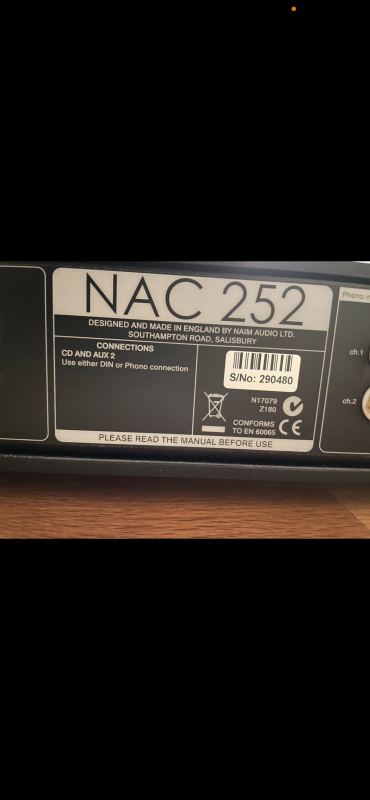 NAC 252
DESIGNED AND MADE IN ENGLAND BY NAIM AUDIO LTD.
SOUTHAMPTON ROAD, SALISBURY
CONNECTIONS
CD AND AUX 2
Use either DIN or Phono connection
S/No: 290480
N17079
Z180
CONFORMS
TO EN 60065
CE
PLEASE READ THE MANUAL BEFORE USE
Phono in
ch.1
ch.2